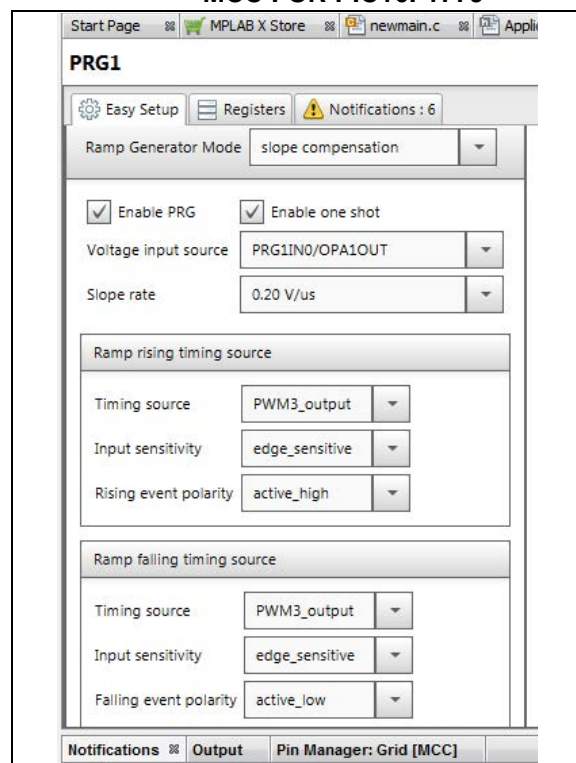 Start Page MPLAB X Store newmain.c Appli
PRG1
Easy Setup Registers Notifications : 6
Ramp Generator Mode slope compensation
Enable PRG Enable one shot
Voltage input source PRG1IN0/OPA1OUT
Slope rate 0.20 V/us
Ramp rising timing source
Timing source PWM3_output
Input sensitivity edge_sensitive
Rising event polarity active_high
Ramp falling timing source
Timing source PWM3_output
Input sensitivity edge_sensitive
Falling event polarity active_low
Notifications Output Pin Manager: Grid [MCC]